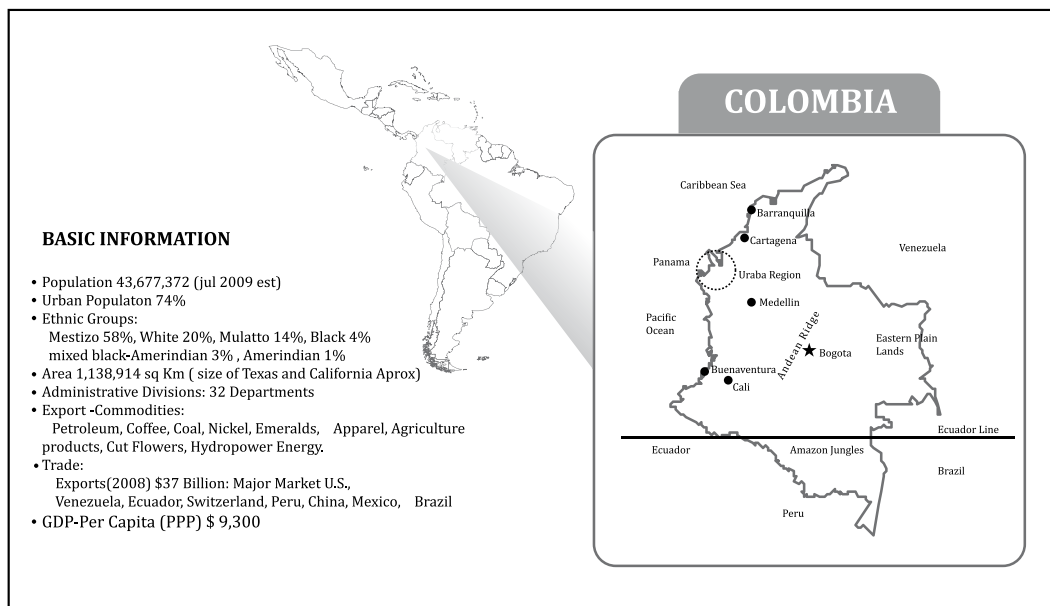 COLOMBIA
BASIC INFORMATION
• Population 43,677,372 (jul 2009 est)
• Urban Populaton 74%
• Ethnic Groups:
Mestizo 58%, White 20%, Mulatto 14%, Black 4%
mixed black-Amerindian 3% , Amerindian 1%
• Area 1,138,914 sq Km ( size of Texas and California Aprox)
• Administrative Divisions: 32 Departments
• Export -Commodities:
Petroleum, Coffee, Coal, Nickel, Emeralds, Apparel, Agriculture
products, Cut Flowers, Hydropower Energy.
• Trade:
Exports(2008) $37 Billion: Major Market U.S.,
Venezuela, Ecuador, Switzerland, Peru, China, Mexico, Brazil
• GDP-Per Capita (PPP) $ 9,300
Caribbean Sea
Barranquilla
Cartagena
Venezuela
Panama
Uraba Region
Medellin
Pacific
Ocean
Andean Ridge
Eastern Plain
Lands
Bogota
Buenaventura
Cali
Ecuador Line
Ecuador
Amazon Jungles
Brazil
Peru